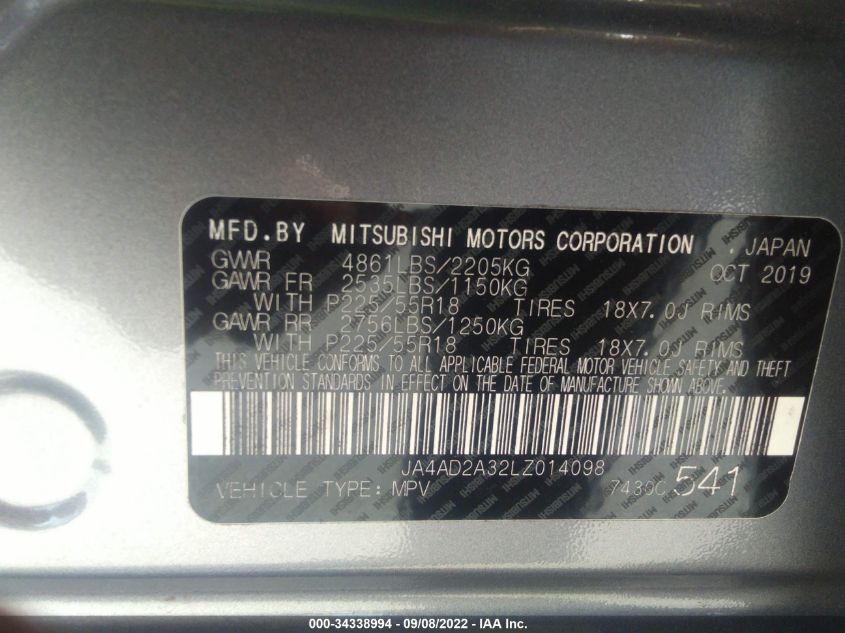 MFD.BY MITSUBISHI MOTORS CORPORATION , JAPAN
GVWR 4861LBS/2205KG OCT 2019
GAWR FR 2535LBS/1150KG
WITH P225/55R18 TIRES 18X7.0J RIMS
GAWR RR 2756LBS/1250KG
WITH P225/55R18 TIRES 18X7.0J RIMS
THIS VEHICLE CONFORMS TO ALL APPLICABLE FEDERAL MOTOR VEHICLE SAFETY AND THEFT
PREVENTION STANDARDS IN EFFECT ON THE DATE OF MANUFACTURE SHOWN ABOVE.
JA4AD2A32LZ014098
VEHICLE TYPE: MPV 7430C 541
000-34338994 - 09/08/2022 - IAA Inc.